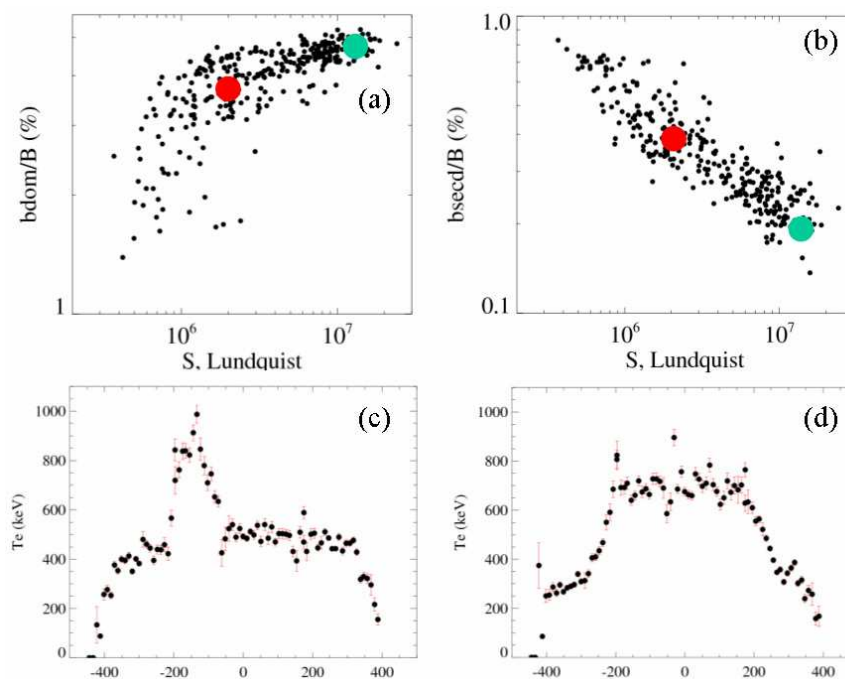 (a)
bdom/B (%)
1
10⁶
10⁷
S, Lundquist
(b)
bsecd/B (%)
1.0
0.1
10⁶
10⁷
S, Lundquist
(c)
Te (keV)
1000
800
600
400
200
0
-400
-200
0
200
400
(d)
Te (keV)
1000
800
600
400
200
0
-400
-200
0
200
400